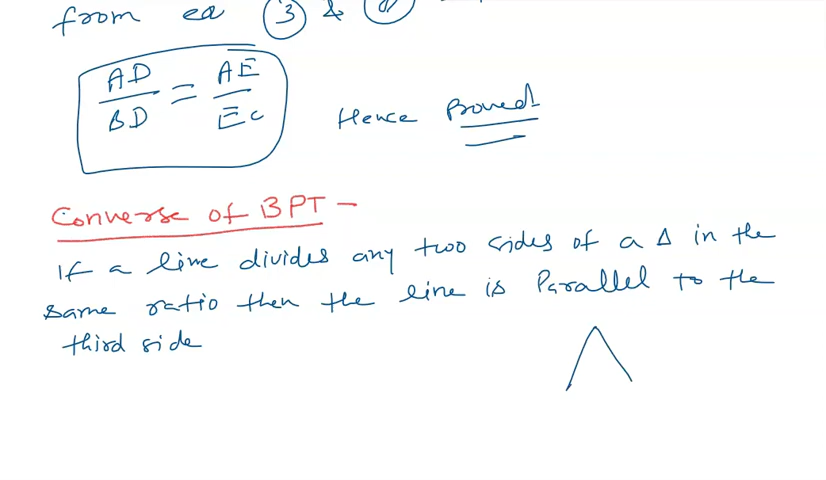 from eq ③ &
AD/BD = AE/EC
Hence Proved
Converse of BPT -
If a line divides any two sides of a Δ in the
same ratio then the line is Parallel to the
third side